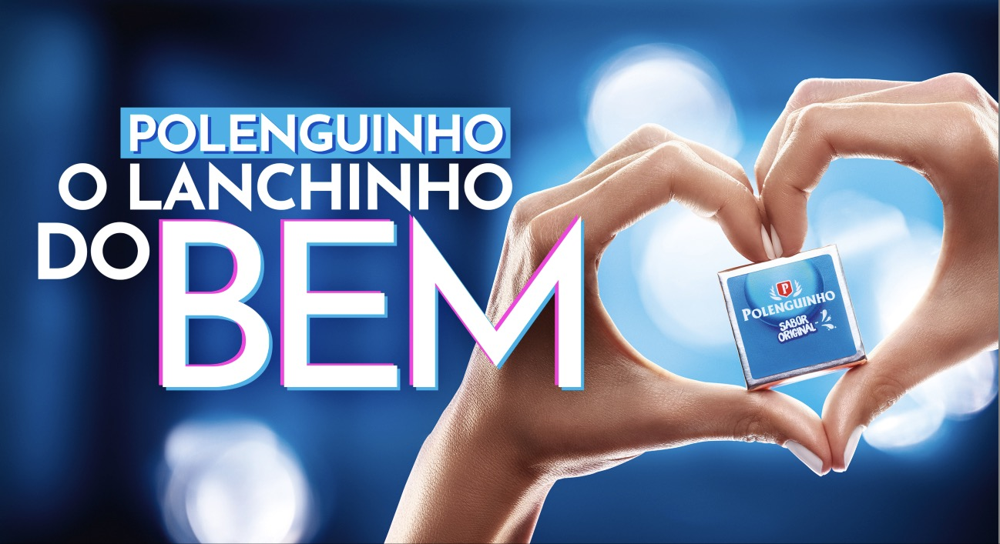 POLENGUINHO
O LANCHINHO
DO BEM
P
POLENGUINHO
SABOR
ORIGINAL